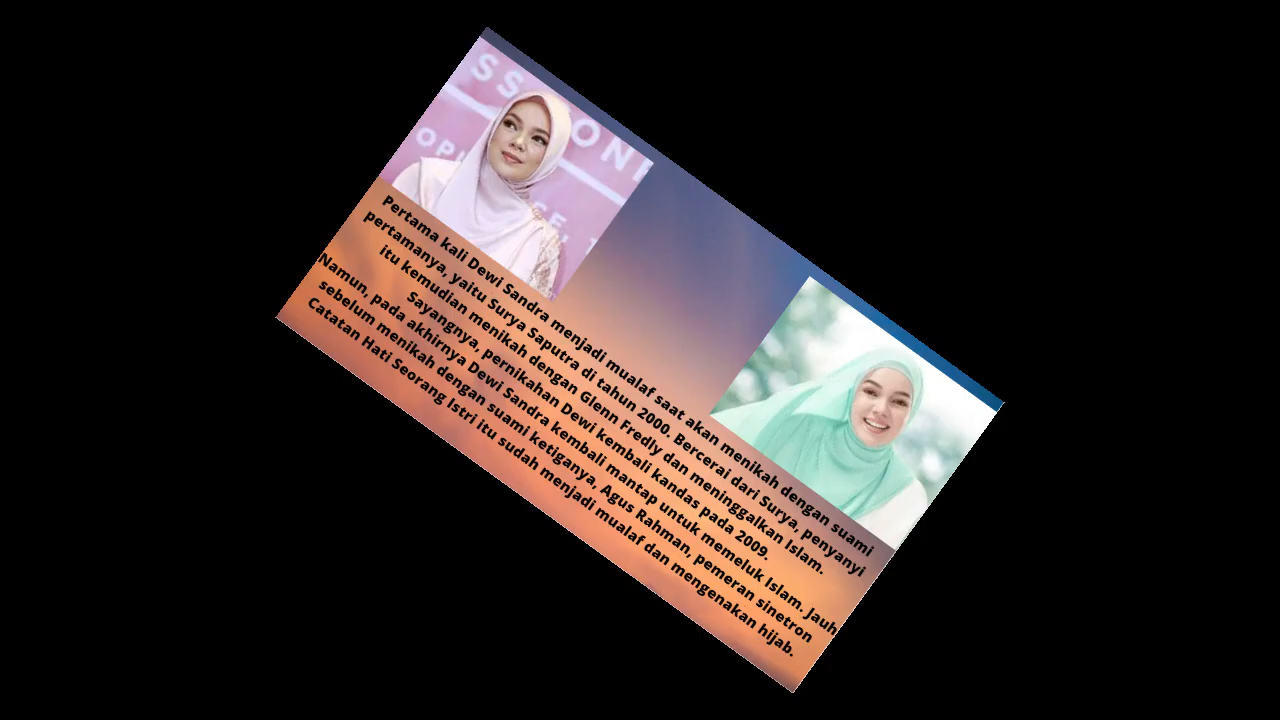 Pertama kali Dewi Sandra menjadi mualaf saat akan menikah dengan suami
pertamanya, yaitu Surya Saputra di tahun 2000. Bercerai dari Surya, penyanyi
itu kemudian menikah dengan Glenn Fredly dan meninggalkan Islam.
Sayangnya, pernikahan Dewi kembali kandas pada 2009.
Namun, pada akhirnya Dewi Sandra kembali mantap untuk memeluk Islam. Jauh
sebelum menikah dengan suami ketiganya, Agus Rahman, pemeran sinetron
Catatan Hati Seorang Istri itu sudah menjadi mualaf dan mengenakan hijab.